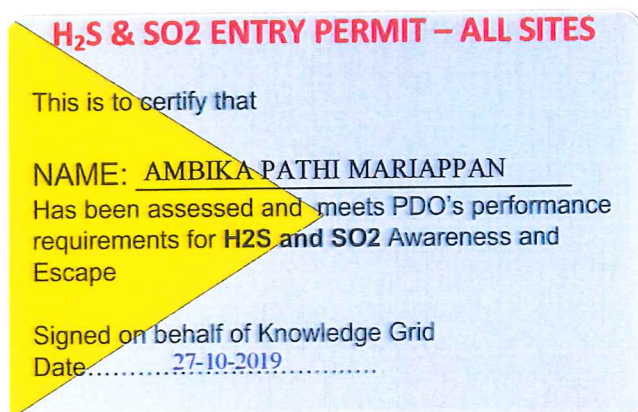 H₂S & SO2 ENTRY PERMIT – ALL SITES
This is to certify that
NAME: AMBIKA PATHI MARIAPPAN
Has been assessed and meets PDO's performance
requirements for H2S and SO2 Awareness and
Escape
Signed on behalf of Knowledge Grid
Date......27-10-2019......................